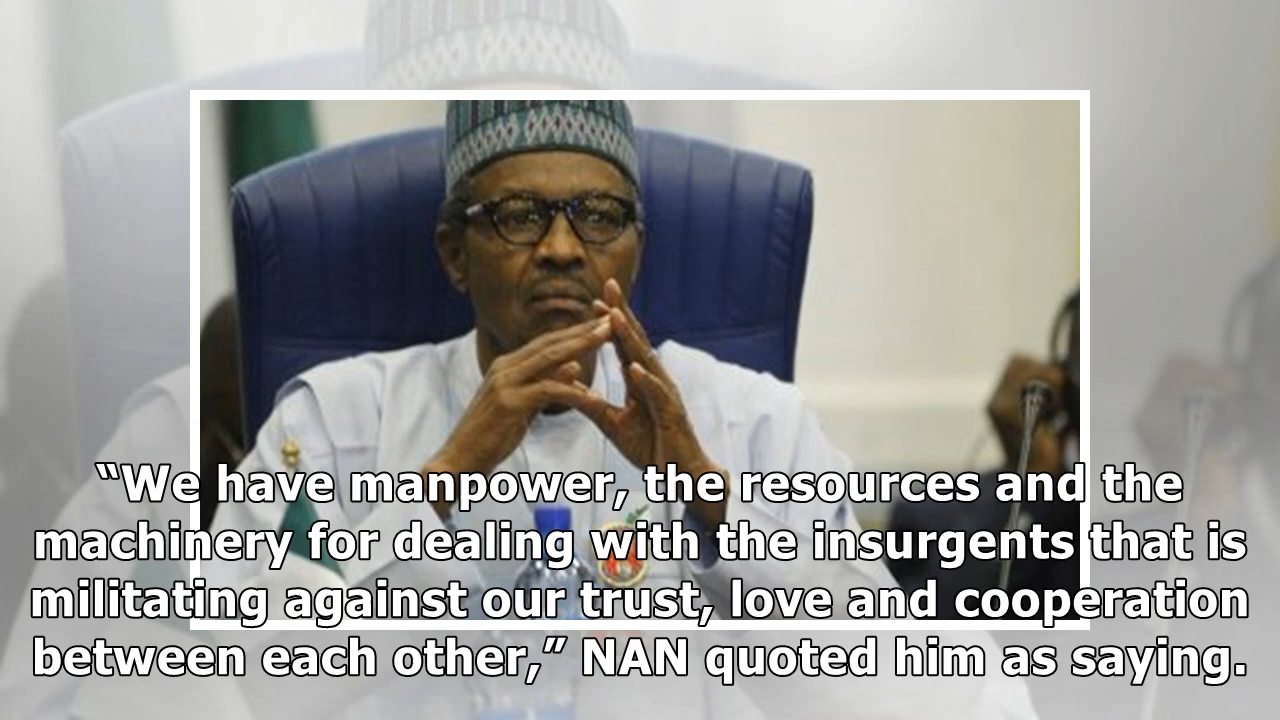 “We have manpower, the resources and the
machinery for dealing with the insurgents that is
militating against our trust, love and cooperation
between each other,” NAN quoted him as saying.